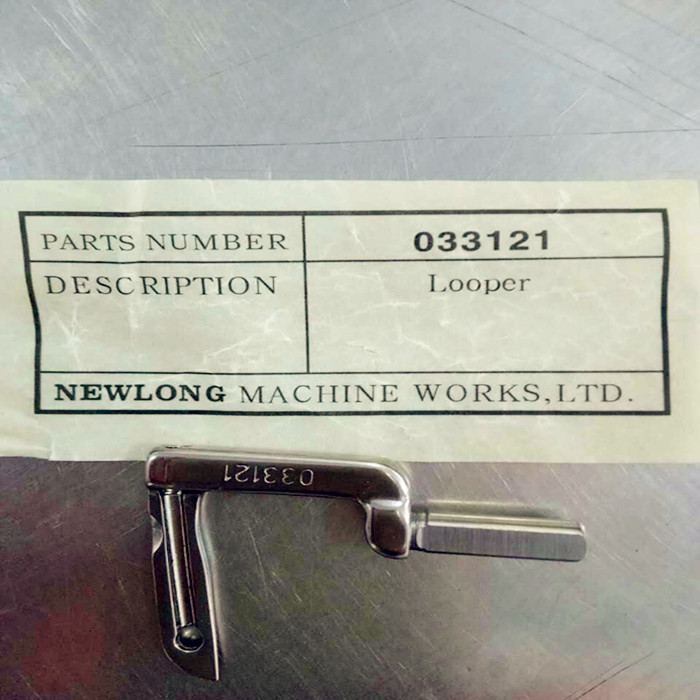 PARTS NUMBER 033121
DESCRIPTION Looper
NEWLONG MACHINE WORKS,LTD.
033121